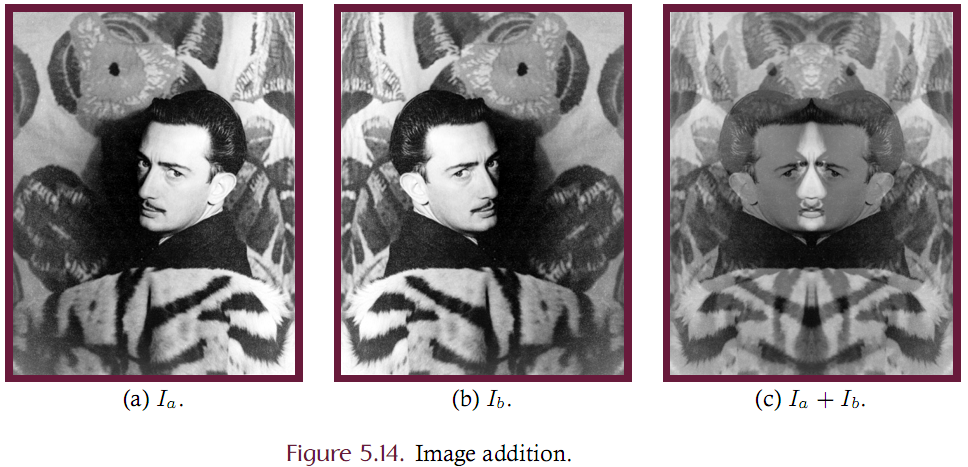 (a) Iₐ.
(b) I_b.
(c) Iₐ + I_b.
Figure 5.14. Image addition.